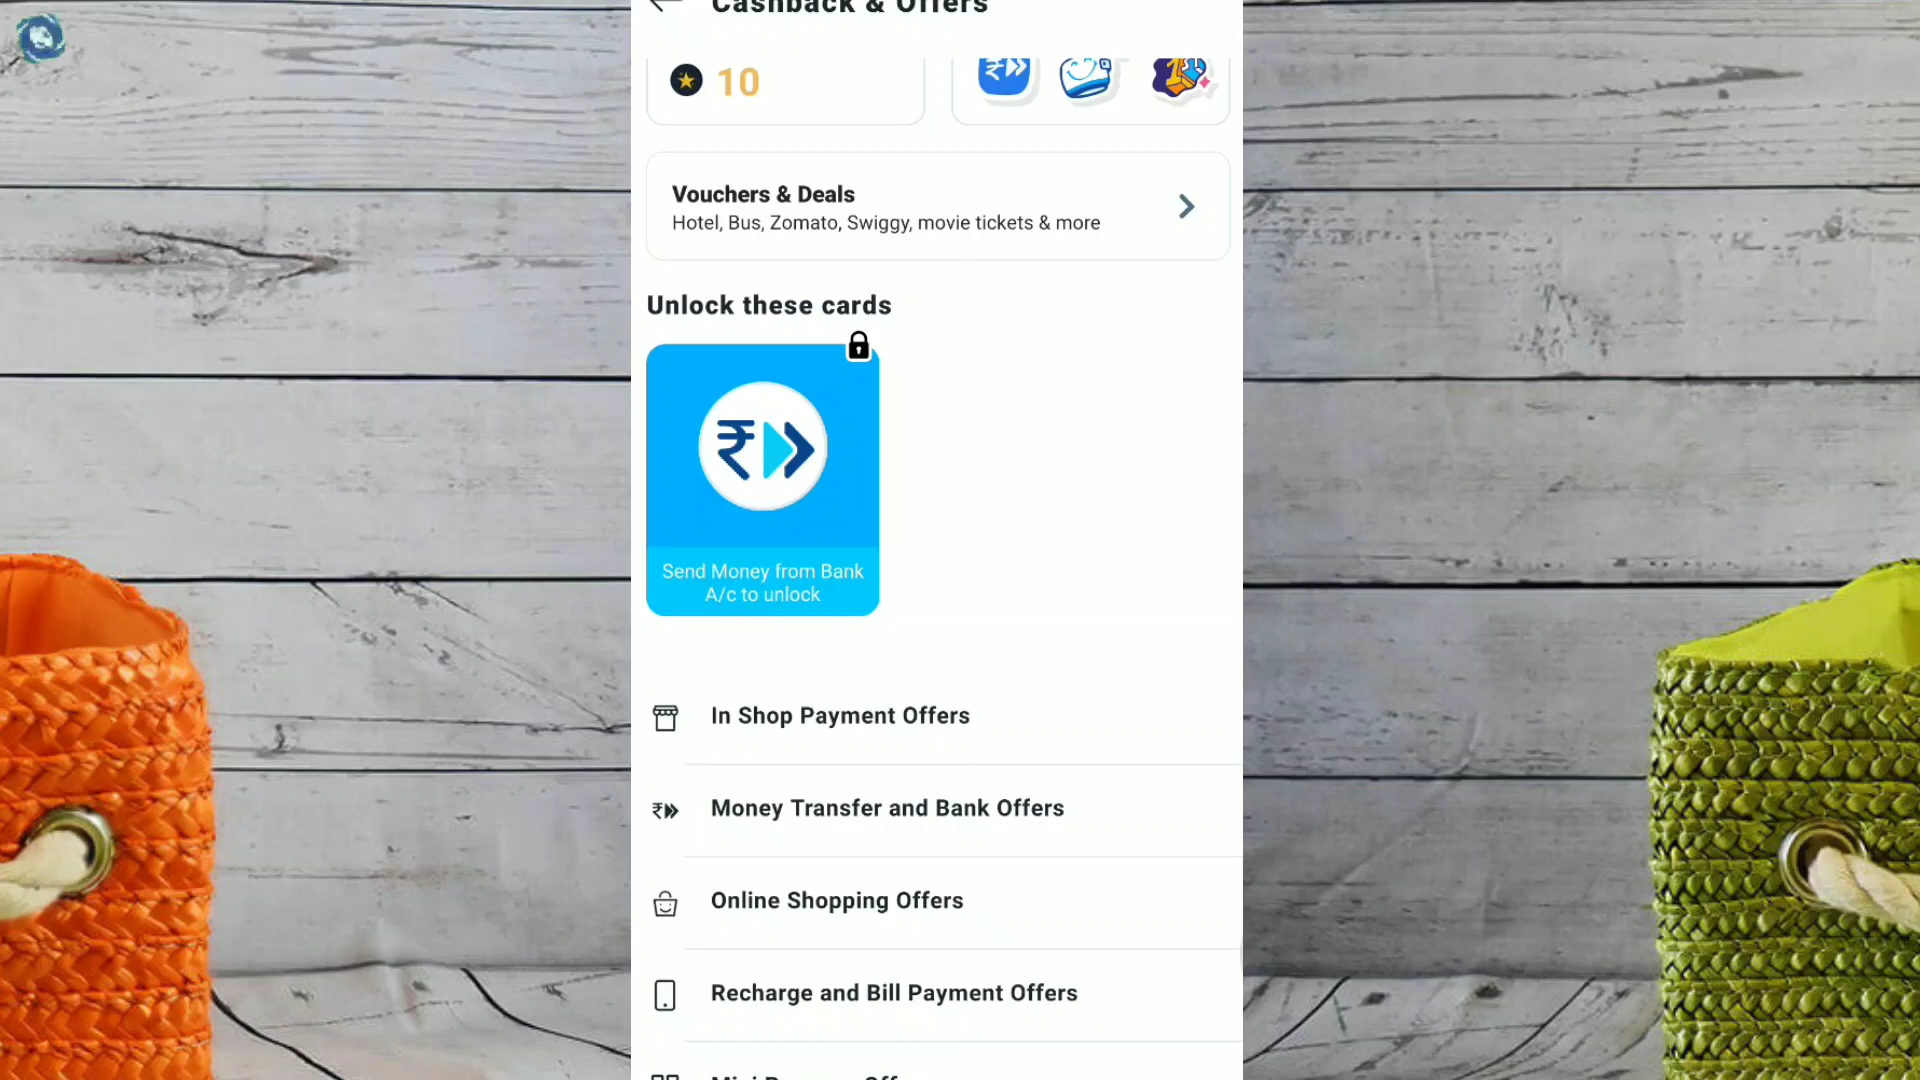 Cashback & Offers
10
Vouchers & Deals
Hotel, Bus, Zomato, Swiggy, movie tickets & more
Unlock these cards
Send Money from Bank
A/c to unlock
In Shop Payment Offers
Money Transfer and Bank Offers
Online Shopping Offers
Recharge and Bill Payment Offers